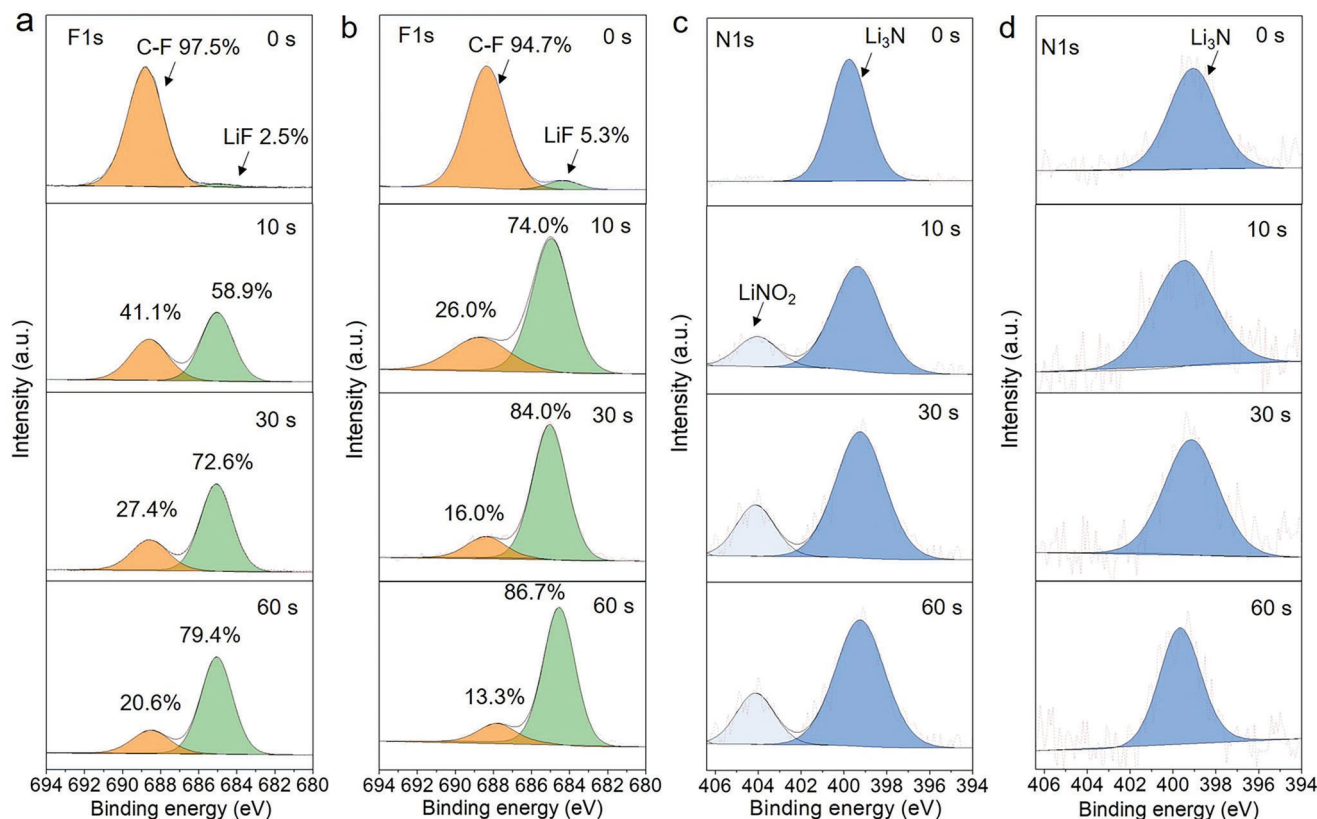 a
F1s
0 s
C-F 97.5%
LiF 2.5%
10 s
41.1%
58.9%
30 s
27.4%
72.6%
60 s
20.6%
79.4%
Intensity (a.u.)
694 692 690 688 686 684 682 680
Binding energy (eV)
b
F1s
0 s
C-F 94.7%
LiF 5.3%
10 s
74.0%
26.0%
30 s
84.0%
16.0%
60 s
86.7%
13.3%
Intensity (a.u.)
694 692 690 688 686 684 682 680
Binding energy (eV)
c
N1s
Li₃N
0 s
10 s
LiNO₂
30 s
60 s
Intensity (a.u.)
406 404 402 400 398 396 394
Binding energy (eV)
d
N1s
Li₃N
0 s
10 s
30 s
60 s
Intensity (a.u.)
406 404 402 400 398 396 394
Binding energy (eV)